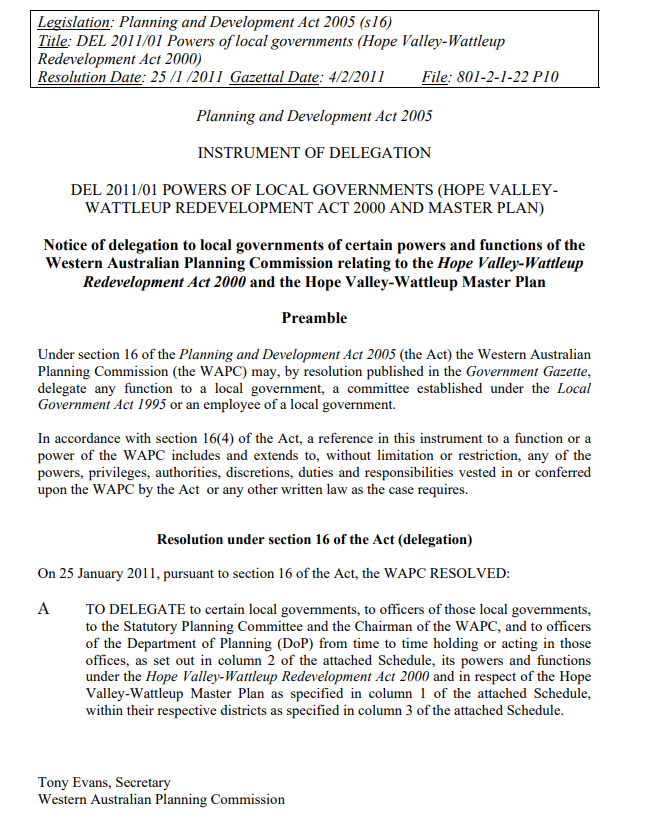 Legislation: Planning and Development Act 2005 (s16)
Title: DEL 2011/01 Powers of local governments (Hope Valley-Wattleup
Redevelopment Act 2000)
Resolution Date: 25 /1 /2011 Gazettal Date: 4/2/2011 File: 801-2-1-22 P10
Planning and Development Act 2005
INSTRUMENT OF DELEGATION
DEL 2011/01 POWERS OF LOCAL GOVERNMENTS (HOPE VALLEY-
WATTLEUP REDEVELOPMENT ACT 2000 AND MASTER PLAN)
Notice of delegation to local governments of certain powers and functions of the
Western Australian Planning Commission relating to the Hope Valley-Wattleup
Redevelopment Act 2000 and the Hope Valley-Wattleup Master Plan
Preamble
Under section 16 of the Planning and Development Act 2005 (the Act) the Western Australian
Planning Commission (the WAPC) may, by resolution published in the Government Gazette,
delegate any function to a local government, a committee established under the Local
Government Act 1995 or an employee of a local government.
In accordance with section 16(4) of the Act, a reference in this instrument to a function or a
power of the WAPC includes and extends to, without limitation or restriction, any of the
powers, privileges, authorities, discretions, duties and responsibilities vested in or conferred
upon the WAPC by the Act or any other written law as the case requires.
Resolution under section 16 of the Act (delegation)
On 25 January 2011, pursuant to section 16 of the Act, the WAPC RESOLVED:
A TO DELEGATE to certain local governments, to officers of those local governments,
to the Statutory Planning Committee and the Chairman of the WAPC, and to officers
of the Department of Planning (DoP) from time to time holding or acting in those
offices, as set out in column 2 of the attached Schedule, its powers and functions
under the Hope Valley-Wattleup Redevelopment Act 2000 and in respect of the Hope
Valley-Wattleup Master Plan as specified in column 1 of the attached Schedule,
within their respective districts as specified in column 3 of the attached Schedule.
Tony Evans, Secretary
Western Australian Planning Commission